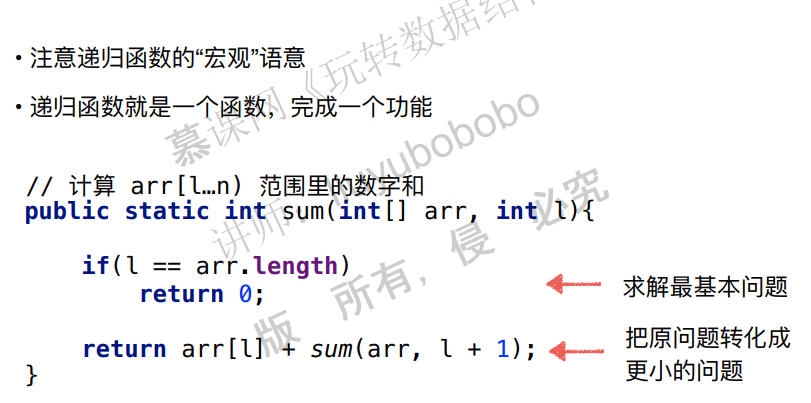 • 注意递归函数的“宏观”语意
• 递归函数就是一个函数，完成一个功能
// 计算 arr[l…n) 范围里的数字和
public static int sum(int[] arr, int l){
if(l == arr.length)
return 0;
求解最基本问题
return arr[l] + sum(arr, l + 1);
把原问题转化成
更小的问题
}
慕课网《玩转数据结
讲师：liuyubobobo
版 所有，侵 必究